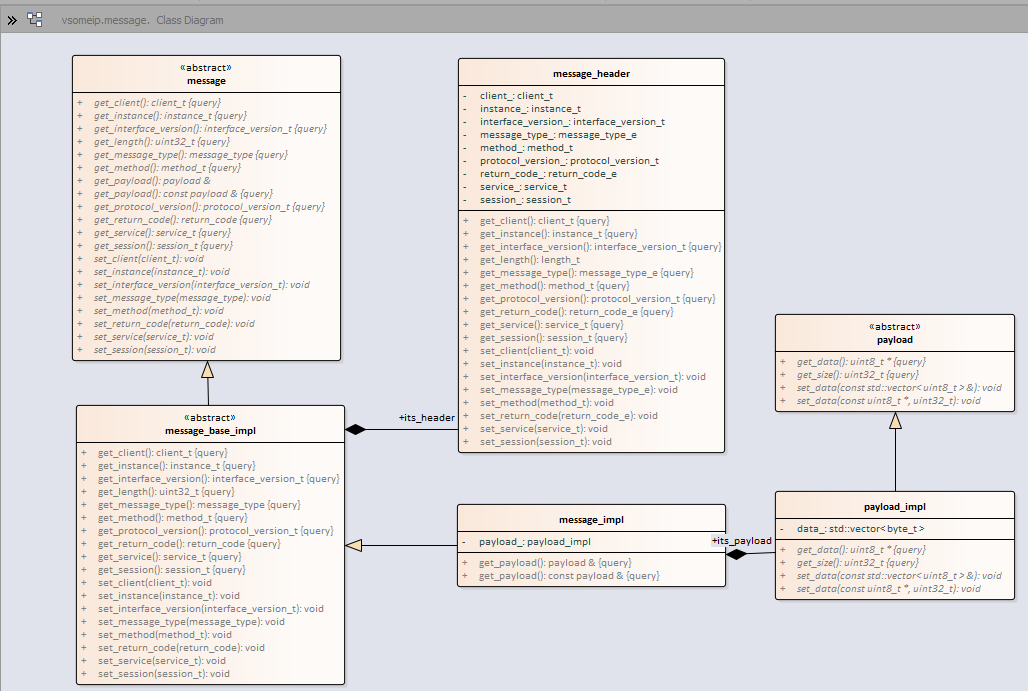 vsomeip.message. Class Diagram
«abstract»
message
+ get_client(): client_t {query}
+ get_instance(): instance_t {query}
+ get_interface_version(): interface_version_t {query}
+ get_length(): uint32_t {query}
+ get_message_type(): message_type {query}
+ get_method(): method_t {query}
+ get_payload(): payload &
+ get_payload(): const payload & {query}
+ get_protocol_version(): protocol_version_t {query}
+ get_return_code(): return_code {query}
+ get_service(): service_t {query}
+ get_session(): session_t {query}
+ set_client(client_t): void
+ set_instance(instance_t): void
+ set_interface_version(interface_version_t): void
+ set_message_type(message_type): void
+ set_method(method_t): void
+ set_return_code(return_code): void
+ set_service(service_t): void
+ set_session(session_t): void
message_header
- client_: client_t
- instance_: instance_t
- interface_version_: interface_version_t
- message_type_: message_type_e
- method_: method_t
- protocol_version_: protocol_version_t
- return_code_: return_code_e
- service_: service_t
- session_: session_t
+ get_client(): client_t {query}
+ get_instance(): instance_t {query}
+ get_interface_version(): interface_version_t {query}
+ get_length(): length_t
+ get_message_type(): message_type_e {query}
+ get_method(): method_t {query}
+ get_protocol_version(): protocol_version_t {query}
+ get_return_code(): return_code_e {query}
+ get_service(): service_t {query}
+ get_session(): session_t {query}
+ set_client(client_t): void
+ set_instance(instance_t): void
+ set_interface_version(interface_version_t): void
+ set_message_type(message_type_e): void
+ set_method(method_t): void
+ set_return_code(return_code_e): void
+ set_service(service_t): void
+ set_session(session_t): void
«abstract»
payload
+ get_data(): uint8_t * {query}
+ get_size(): uint32_t {query}
+ set_data(const std::vector< uint8_t > &): void
+ set_data(const uint8_t *, uint32_t): void
«abstract»
message_base_impl
+ get_client(): client_t {query}
+ get_instance(): instance_t {query}
+ get_interface_version(): interface_version_t {query}
+ get_length(): uint32_t {query}
+ get_message_type(): message_type {query}
+ get_method(): method_t {query}
+ get_protocol_version(): protocol_version_t {query}
+ get_return_code(): return_code {query}
+ get_service(): service_t {query}
+ get_session(): session_t {query}
+ set_client(client_t): void
+ set_instance(instance_t): void
+ set_interface_version(interface_version_t): void
+ set_message_type(message_type): void
+ set_method(method_t): void
+ set_return_code(return_code): void
+ set_service(service_t): void
+ set_session(session_t): void
+its_header
message_impl
- payload_: payload_impl
+ get_payload(): payload & {query}
+ get_payload(): const payload & {query}
+its_payload
payload_impl
- data_: std::vector<byte_t>
+ get_data(): uint8_t * {query}
+ get_size(): uint32_t {query}
+ set_data(const std::vector< uint8_t > &): void
+ set_data(const uint8_t *, uint32_t): void